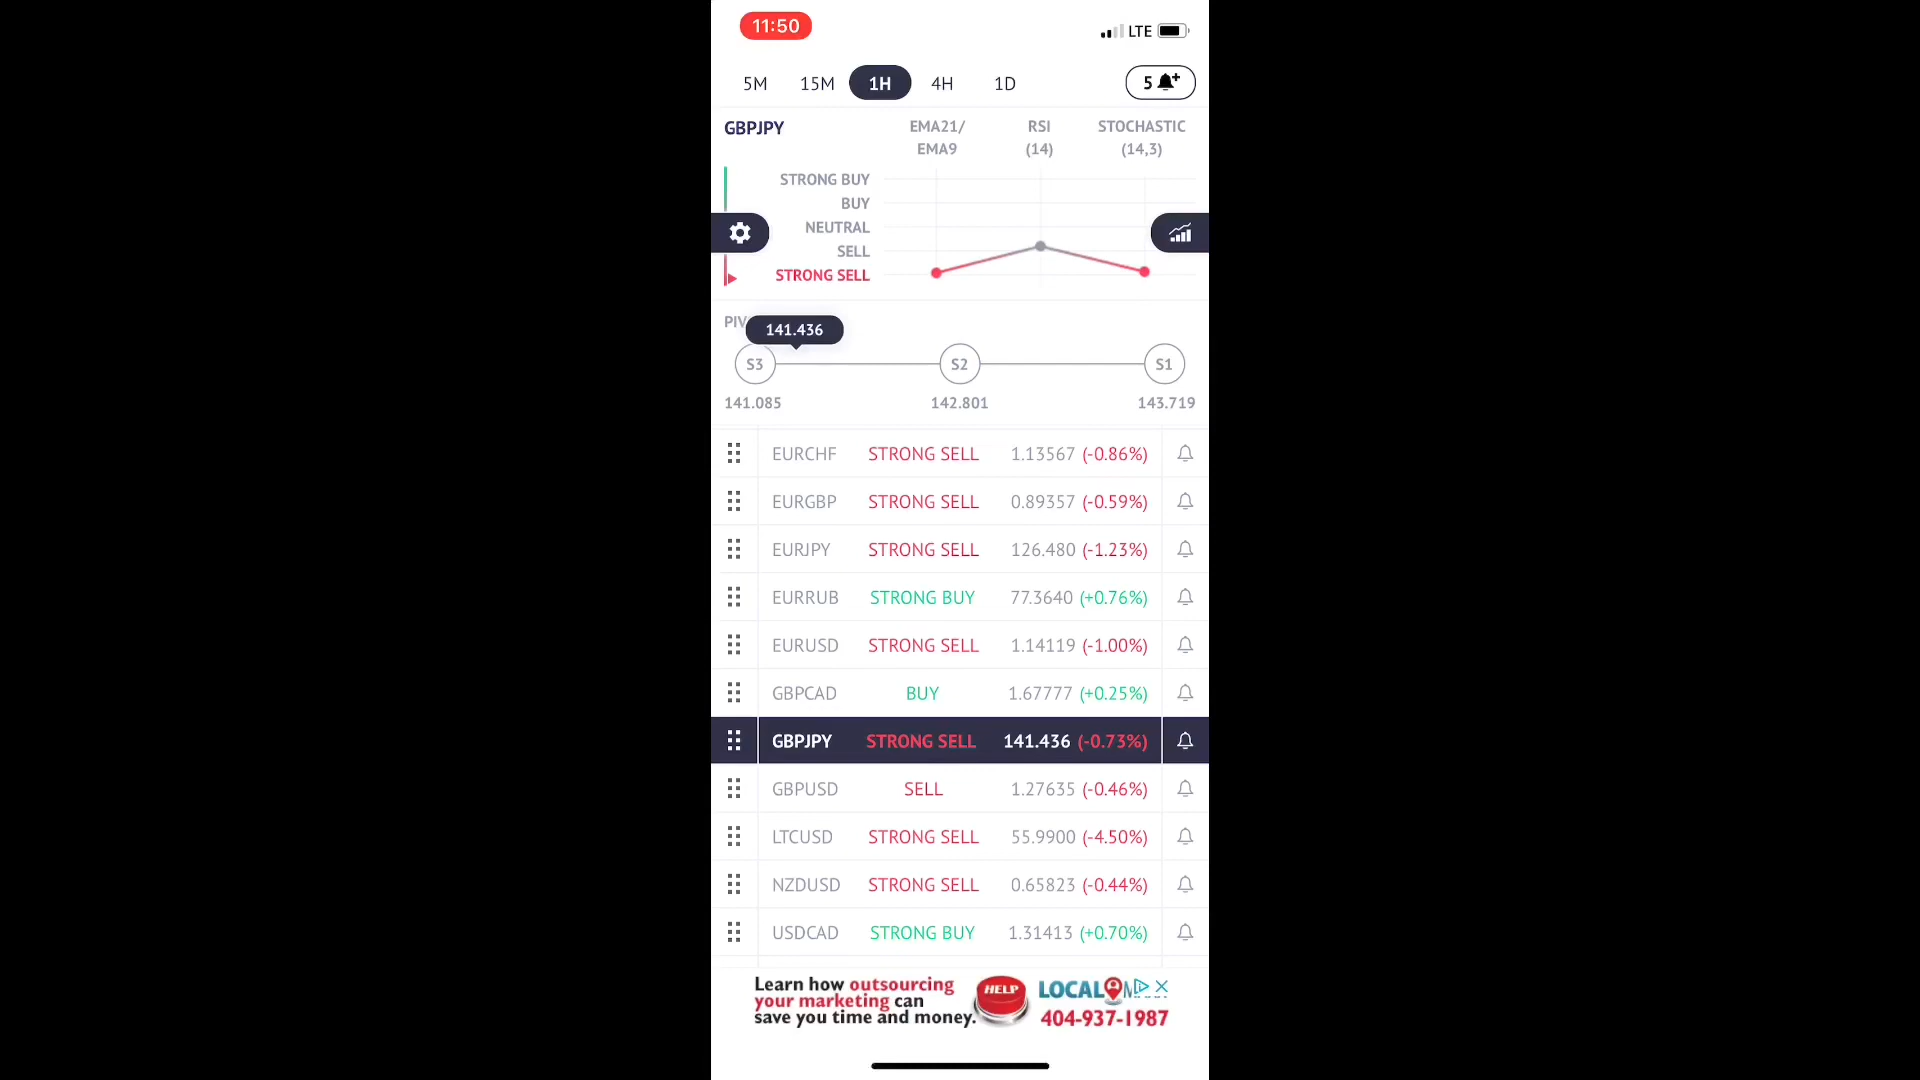 11:50 LTE
5M 15M 1H 4H 1D 5
GBPJPY EMA21/ RSI STOCHASTIC
EMA9 (14) (14,3)
STRONG BUY
BUY
NEUTRAL
SELL
STRONG SELL
141.436
S3 S2 S1
141.085 142.801 143.719
EURCHF STRONG SELL 1.13567 (-0.86%)
EURGBP STRONG SELL 0.89357 (-0.59%)
EURJPY STRONG SELL 126.480 (-1.23%)
EURRUB STRONG BUY 77.3640 (+0.76%)
EURUSD STRONG SELL 1.14119 (-1.00%)
GBPCAD BUY 1.67777 (+0.25%)
GBPJPY STRONG SELL 141.436 (-0.73%)
GBPUSD SELL 1.27635 (-0.46%)
LTCUSD STRONG SELL 55.9900 (-4.50%)
NZDUSD STRONG SELL 0.65823 (-0.44%)
USDCAD STRONG BUY 1.31413 (+0.70%)
Learn how outsourcing
your marketing can
save you time and money.
HELP
LOCAL
404-937-1987